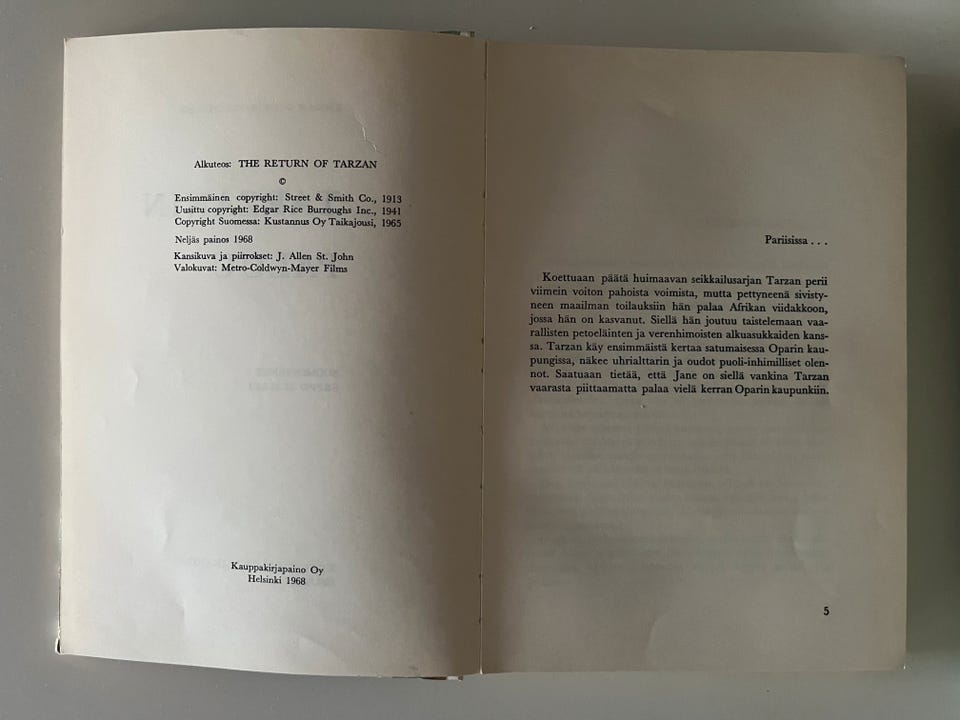 Alkuteos: THE RETURN OF TARZAN
©
Ensimmäinen copyright: Street & Smith Co., 1913
Uusittu copyright: Edgar Rice Burroughs Inc., 1941
Copyright Suomessa: Kustannus Oy Taikajousi, 1965
Neljäs painos 1968
Kansikuva ja piirrokset: J. Allen St. John
Valokuvat: Metro-Coldwyn-Mayer Films
Kauppakirjapaino Oy
Helsinki 1968
Pariisissa . . .
Koettuaan päätä huimaavan seikkailusarjan Tarzan perii
viimein voiton pahoista voimista, mutta pettyneenä sivisty-
neen maailman toilauksiin hän palaa Afrikan viidakkoon,
jossa hän on kasvanut. Siellä hän joutuu taistelemaan vaa-
rallisten petoeläinten ja verenhimoisten alkuasukkaiden kans-
sa. Tarzan käy ensimmäistä kertaa satumaisessa Oparin kau-
pungissa, näkee uhrialttarin ja oudot puoli-inhimilliset olen-
not. Saatuaan tietää, että Jane on siellä vankina Tarzan
vaarasta piittaamatta palaa vielä kerran Oparin kaupunkiin.
5